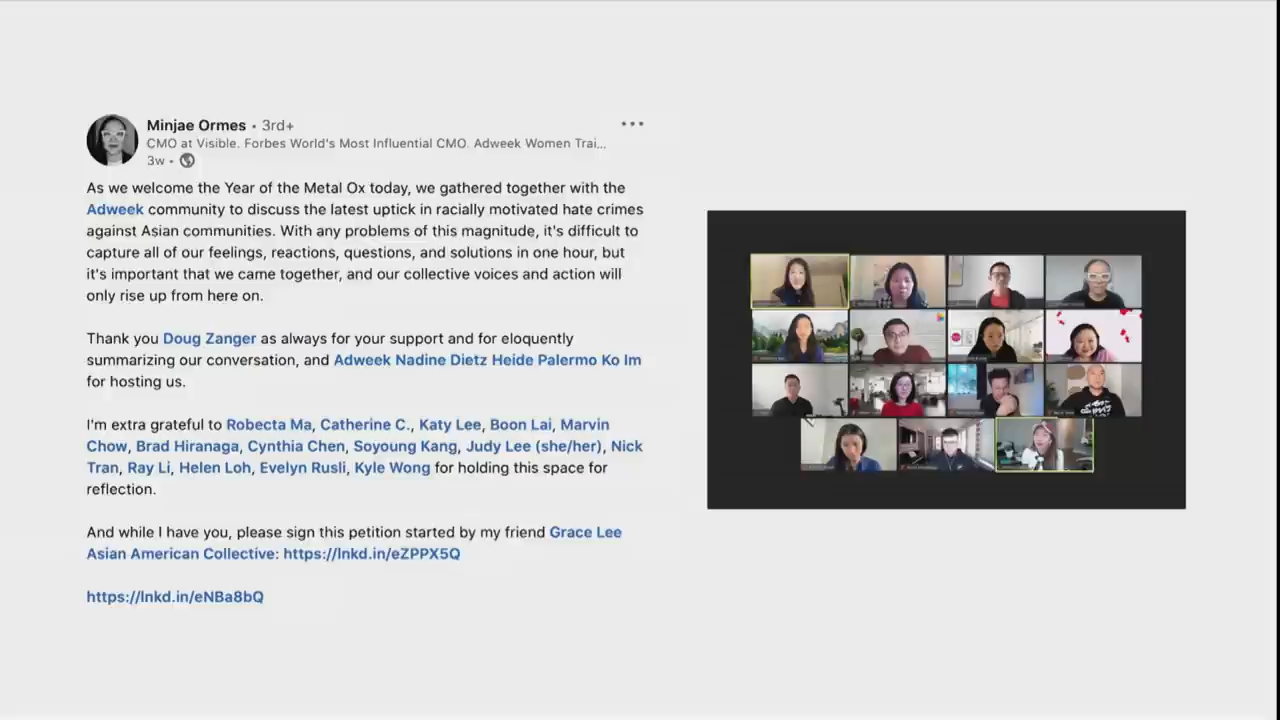 Minjae Ormes • 3rd+
CMO at Visible. Forbes World's Most Influential CMO. Adweek Women Trai...
3w •
As we welcome the Year of the Metal Ox today, we gathered together with the
Adweek community to discuss the latest uptick in racially motivated hate crimes
against Asian communities. With any problems of this magnitude, it's difficult to
capture all of our feelings, reactions, questions, and solutions in one hour, but
it's important that we came together, and our collective voices and action will
only rise up from here on.
Thank you Doug Zanger as always for your support and for eloquently
summarizing our conversation, and Adweek Nadine Dietz Heide Palermo Ko Im
for hosting us.
I'm extra grateful to Robecta Ma, Catherine C., Katy Lee, Boon Lai, Marvin
Chow, Brad Hiranaga, Cynthia Chen, Soyoung Kang, Judy Lee (she/her), Nick
Tran, Ray Li, Helen Loh, Evelyn Rusli, Kyle Wong for holding this space for
reflection.
And while I have you, please sign this petition started by my friend Grace Lee
Asian American Collective: https://lnkd.in/eZPPX5Q
https://lnkd.in/eNBa8bQ